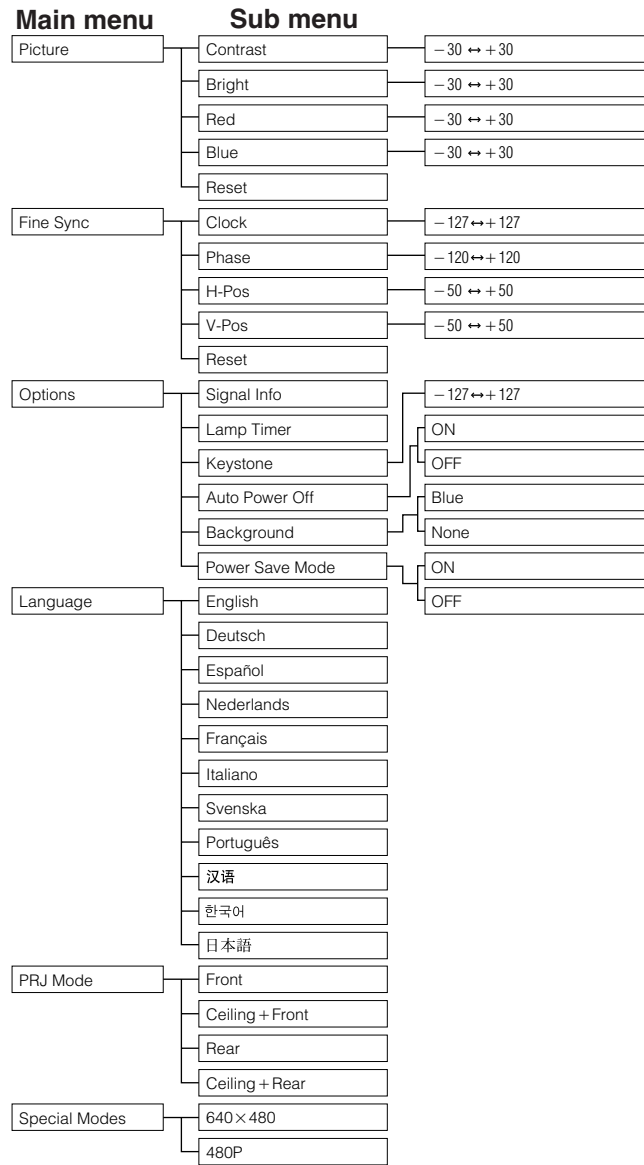 Main menu Sub menu
Picture Contrast −30 ↔ +30
Bright −30 ↔ +30
Red −30 ↔ +30
Blue −30 ↔ +30
Reset
Fine Sync Clock −127↔+127
Phase −120↔+120
H-Pos −50 ↔ +50
V-Pos −50 ↔ +50
Reset
Options Signal Info −127↔+127
Lamp Timer ON
Keystone OFF
Auto Power Off Blue
Background None
Power Save Mode ON
Language English OFF
Deutsch
Español
Nederlands
Français
Italiano
Svenska
Português
汉语
한국어
日本語
PRJ Mode Front
Ceiling+Front
Rear
Ceiling+Rear
Special Modes 640×480
480P